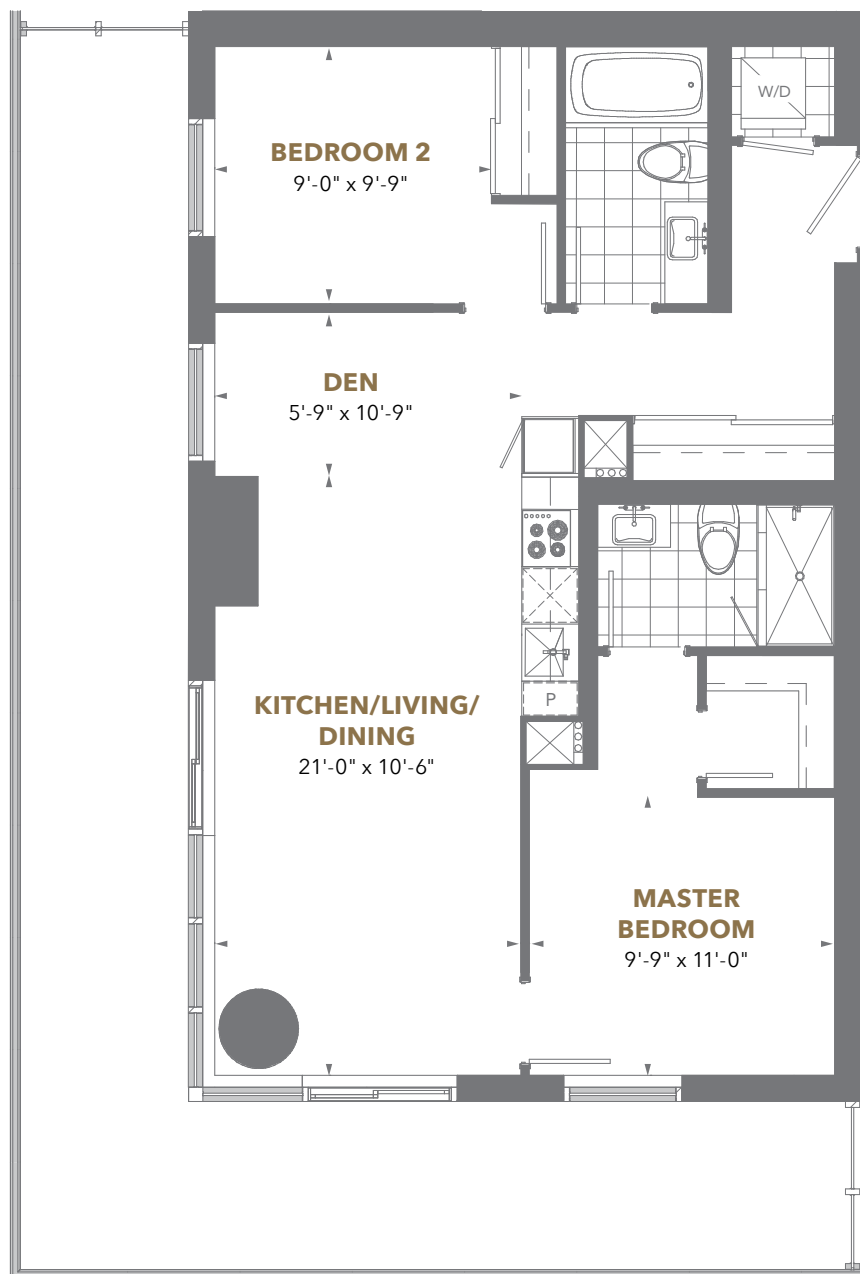 W/D
BEDROOM 2
9'-0" x 9'-9"
DEN
5'-9" x 10'-9"
P
KITCHEN/LIVING/
DINING
21'-0" x 10'-6"
MASTER
BEDROOM
9'-9" x 11'-0"